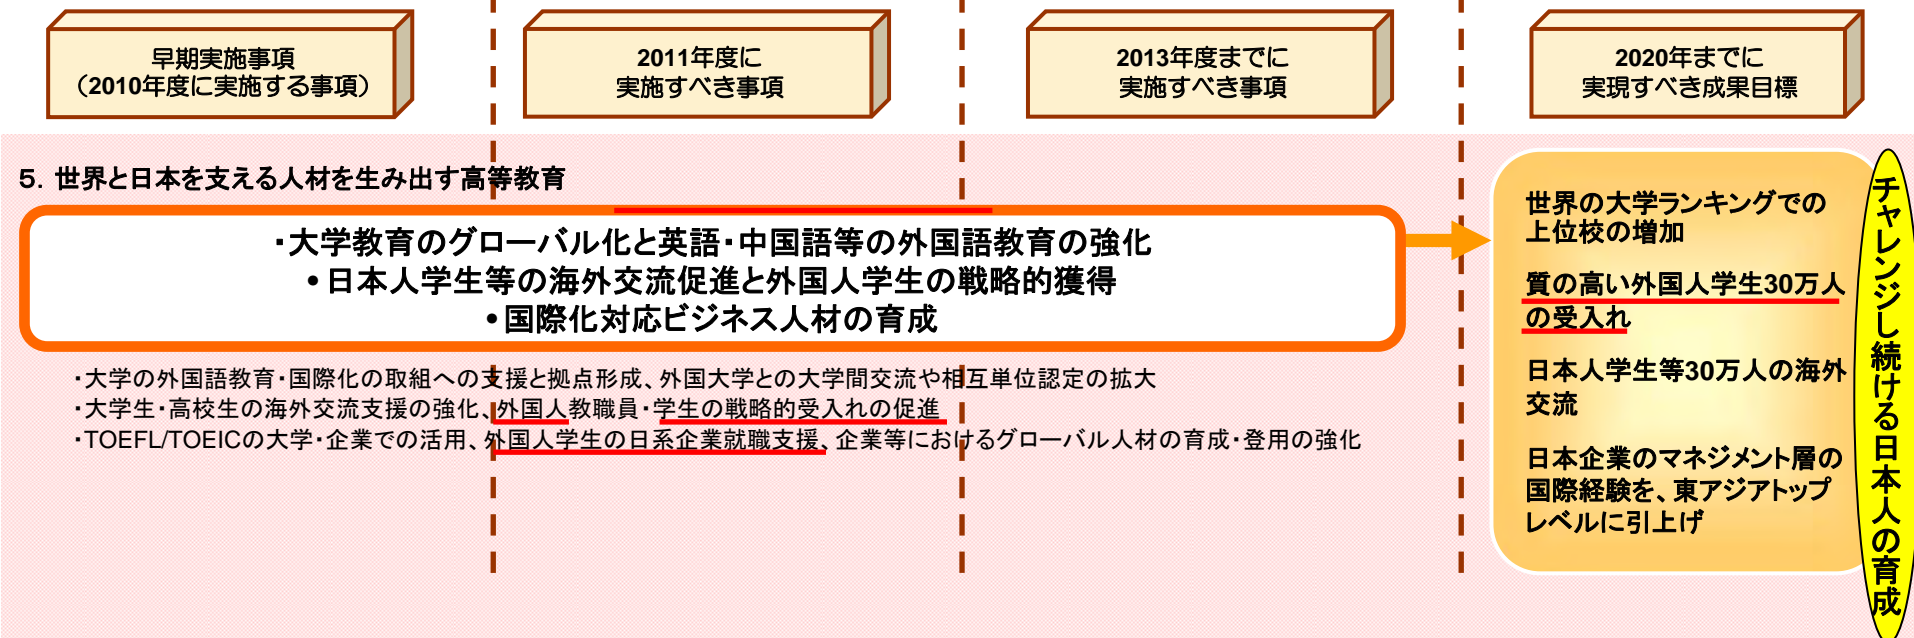 早期実施事項
（2010年度に実施する事項）
2011年度に
実施すべき事項
2013年度までに
実施すべき事項
2020年までに
実現すべき成果目標
５．世界と日本を支える人材を生み出す高等教育
・大学教育のグローバル化と英語・中国語等の外国語教育の強化
•日本人学生等の海外交流促進と外国人学生の戦略的獲得
•国際化対応ビジネス人材の育成
・大学の外国語教育・国際化の取組への支援と拠点形成、外国大学との大学間交流や相互単位認定の拡大
・大学生・高校生の海外交流支援の強化、外国人教職員・学生の戦略的受入れの促進
・TOEFL/TOEICの大学・企業での活用、外国人学生の日系企業就職支援、企業等におけるグローバル人材の育成・登用の強化
世界の大学ランキングでの
上位校の増加
質の高い外国人学生30万人
の受入れ
日本人学生等30万人の海外
交流
日本企業のマネジメント層の
国際経験を、東アジアトップ
レベルに引上げ
チャレンジし続ける日本人の育成